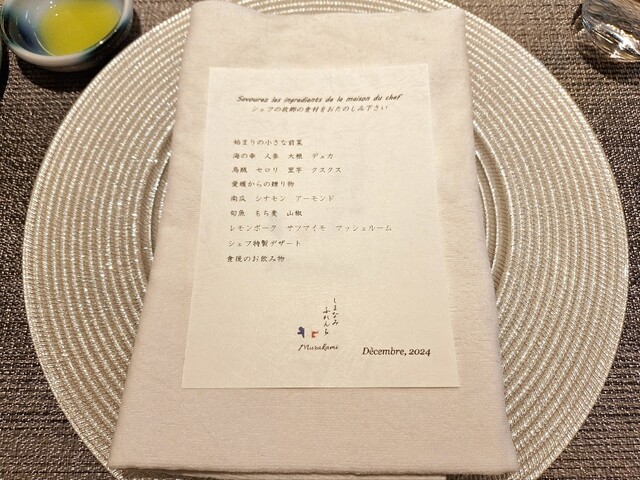 Savourez les ingredients de la maison du chef
シェフの故郷の食材をおたのしみ下さい
始まりの小さな前菜
海の幸　人参　大根　デュカ
烏賊　セロリ　里芋　クスクス
愛媛からの贈り物
南瓜　シナモン　アーモンド
旬魚　もち麦　山椒
レモンポーク　サツマイモ　マッシュルーム
シェフ特製デザート
食後のお飲み物
しまなみ
ふれんち
Murakami
Dècembre, 2024